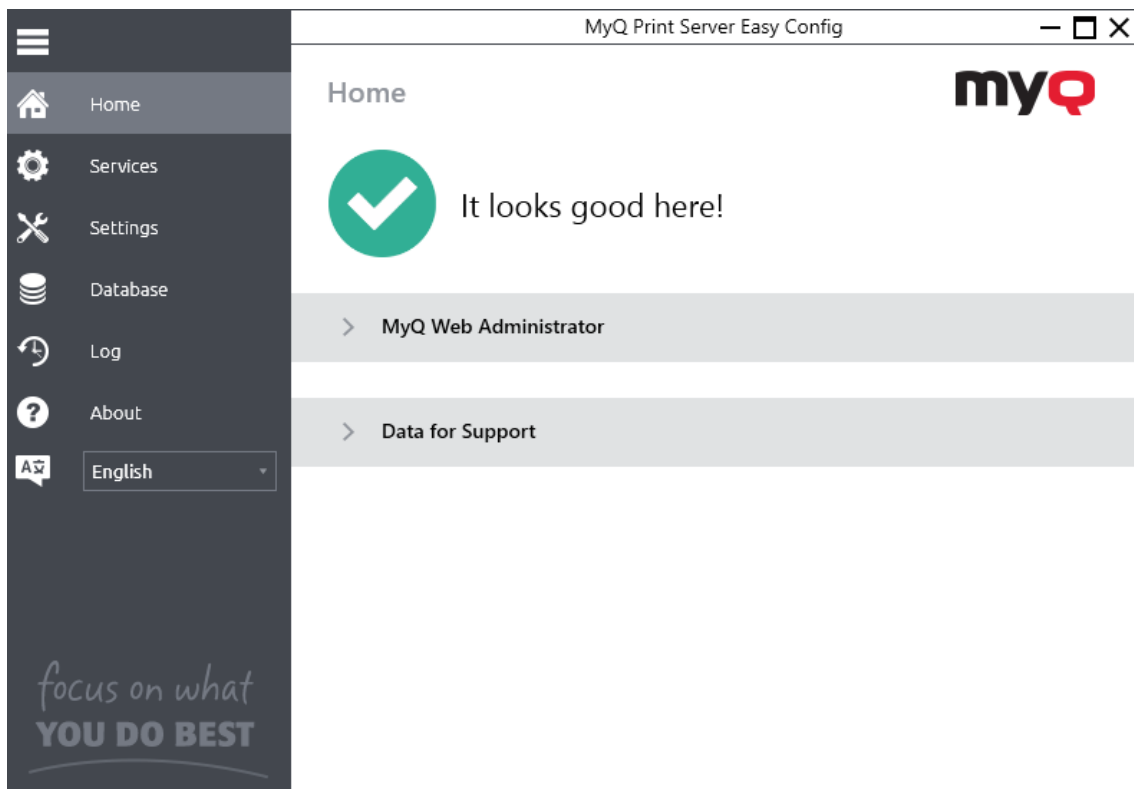 MyQ Print Server Easy Config
Home
Services
Settings
Database
Log
About
English
focus on what
YOU DO BEST
Home
myQ
It looks good here!
MyQ Web Administrator
Data for Support